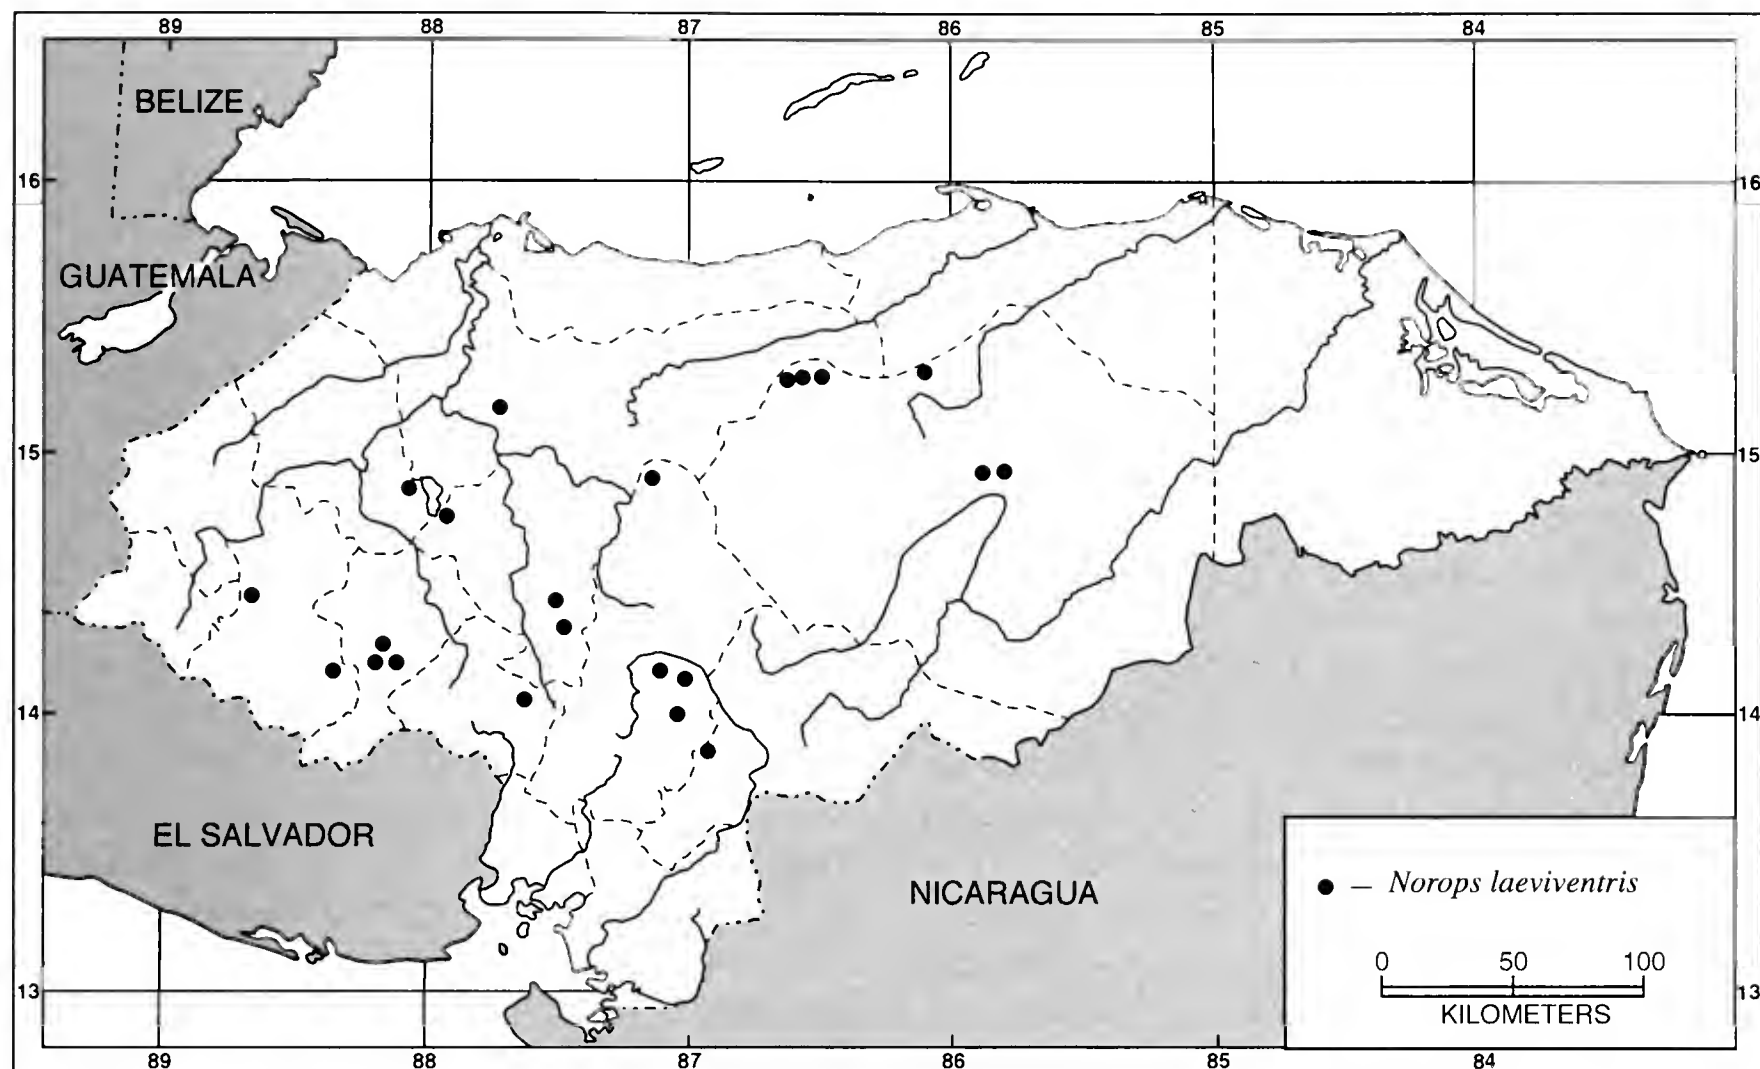 89 88 87 86 85 84
BELIZE
16 16
GUATEMALA
15 15
14 14
EL SALVADOR
NICARAGUA
● – Norops laeviventris
0 50 100
KILOMETERS
13 13
89 88 87 86 85 84